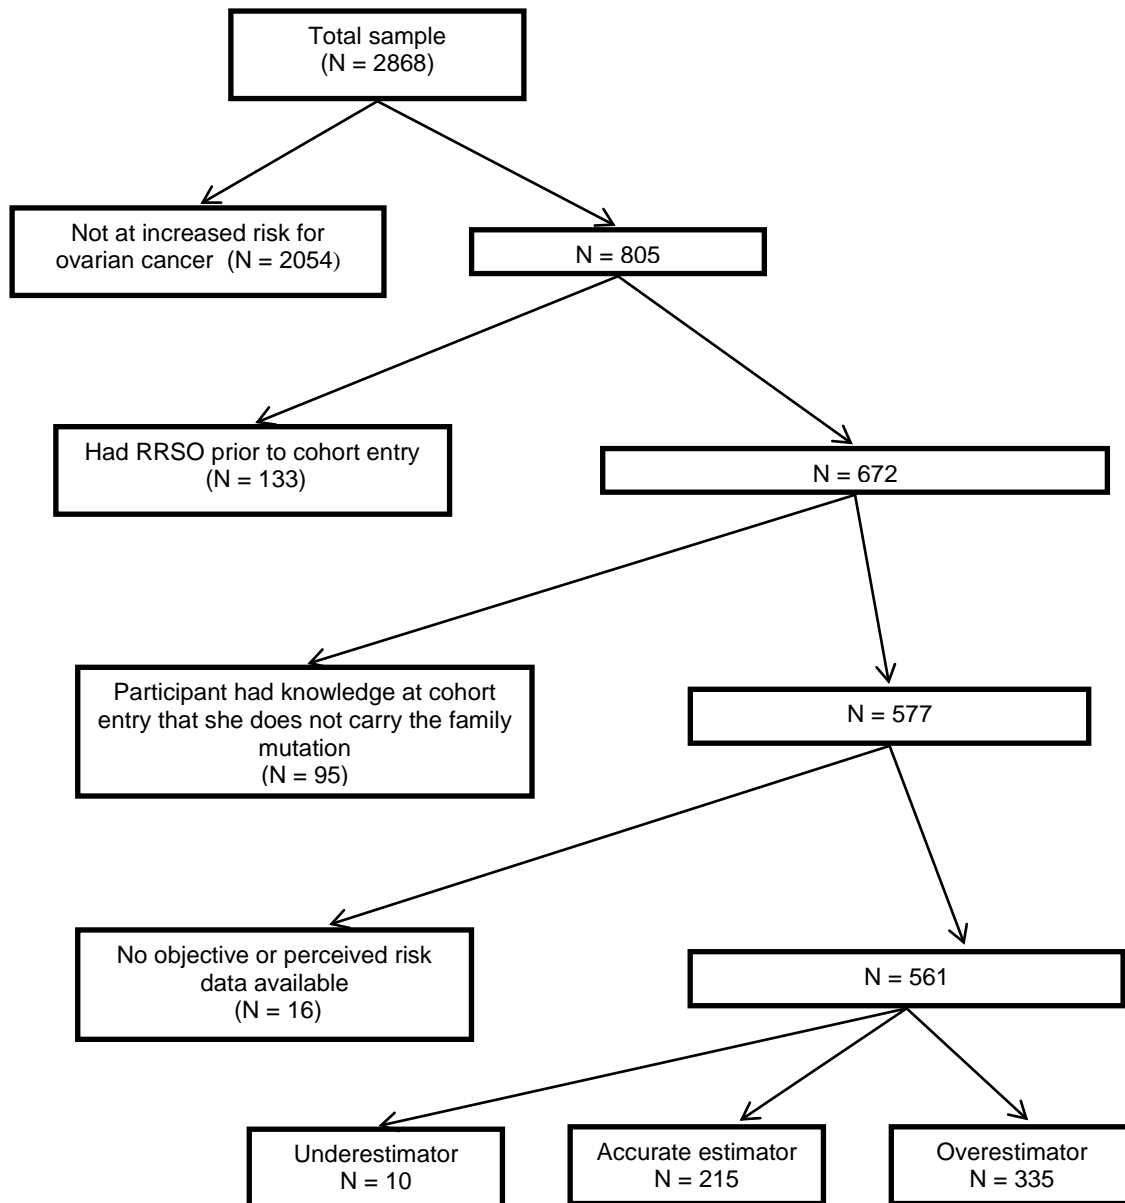 Total sample
(N = 2868)
Not at increased risk for
ovarian cancer  (N = 2054)
N = 805
Had RRSO prior to cohort entry
(N = 133)
N = 672
Participant had knowledge at cohort
entry that she does not carry the family
mutation
(N = 95)
N = 577
No objective or perceived risk
data available
(N = 16)
N = 561
Underestimator
N = 10
Accurate estimator
N = 215
Overestimator
N = 335